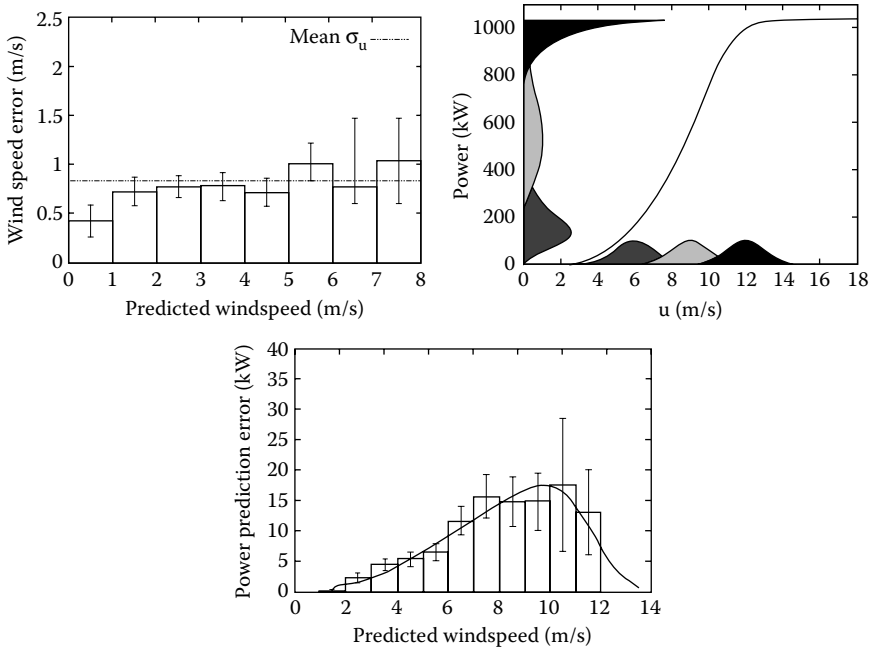 Wind speed error (m/s)
2.5
2
1.5
1
0.5
0
Mean σu
0 1 2 3 4 5 6 7 8
Predicted windspeed (m/s)
Power (kW)
1000
800
600
400
200
0
0 2 4 6 8 10 12 14 16 18
u (m/s)
Power prediction error (kW)
40
35
30
25
20
15
10
5
0
0 2 4 6 8 10 12 14
Predicted windspeed (m/s)